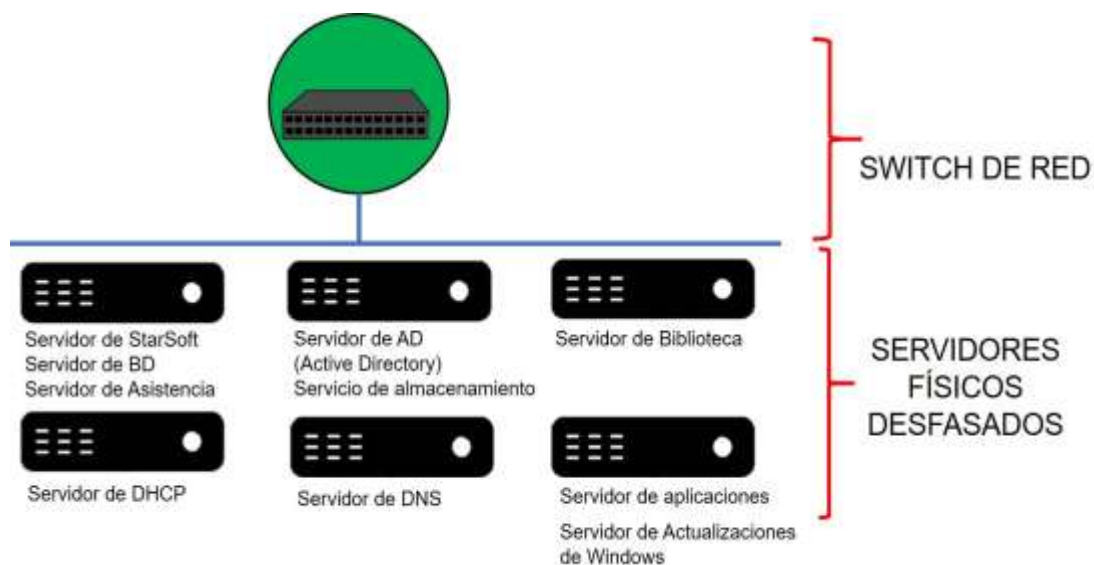 SWITCH DE RED
Servidor de StarSoft
Servidor de BD
Servidor de Asistencia
Servidor de AD
(Active Directory)
Servicio de almacenamiento
Servidor de Biblioteca
SERVIDORES
FÍSICOS
DESFASADOS
Servidor de DHCP
Servidor de DNS
Servidor de aplicaciones
Servidor de Actualizaciones
de Windows